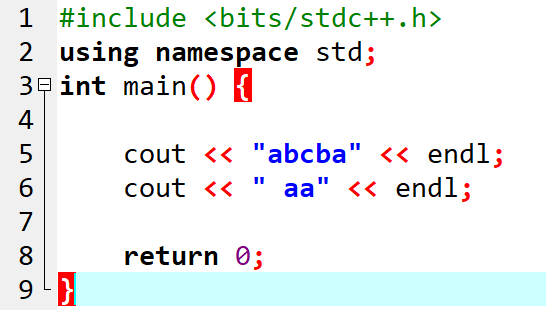 1 #include <bits/stdc++.h>
2 using namespace std;
3 int main() {
4
5     cout << "abcba" << endl;
6     cout << " aa" << endl;
7
8     return 0;
9 }